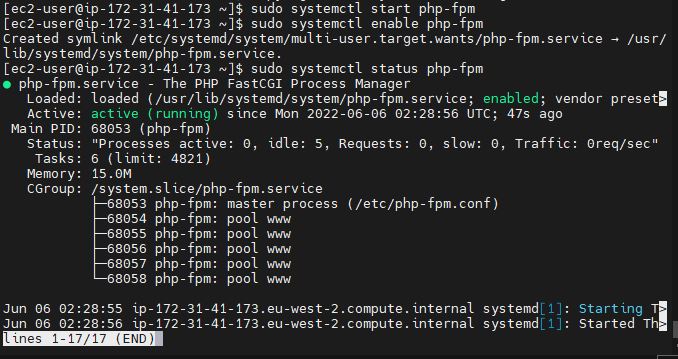 [ec2-user@ip-172-31-41-173 ~]$ sudo systemctl start php-fpm
[ec2-user@ip-172-31-41-173 ~]$ sudo systemctl enable php-fpm
Created symlink /etc/systemd/system/multi-user.target.wants/php-fpm.service → /usr/
lib/systemd/system/php-fpm.service.
[ec2-user@ip-172-31-41-173 ~]$ sudo systemctl status php-fpm
● php-fpm.service - The PHP FastCGI Process Manager
   Loaded: loaded (/usr/lib/systemd/system/php-fpm.service; enabled; vendor preset>
   Active: active (running) since Mon 2022-06-06 02:28:56 UTC; 47s ago
 Main PID: 68053 (php-fpm)
   Status: "Processes active: 0, idle: 5, Requests: 0, slow: 0, Traffic: 0req/sec"
    Tasks: 6 (limit: 4821)
   Memory: 15.0M
   CGroup: /system.slice/php-fpm.service
           ├─68053 php-fpm: master process (/etc/php-fpm.conf)
           ├─68054 php-fpm: pool www
           ├─68055 php-fpm: pool www
           ├─68056 php-fpm: pool www
           ├─68057 php-fpm: pool www
           └─68058 php-fpm: pool www
Jun 06 02:28:55 ip-172-31-41-173.eu-west-2.compute.internal systemd[1]: Starting T>
Jun 06 02:28:56 ip-172-31-41-173.eu-west-2.compute.internal systemd[1]: Started Th>
lines 1-17/17 (END)